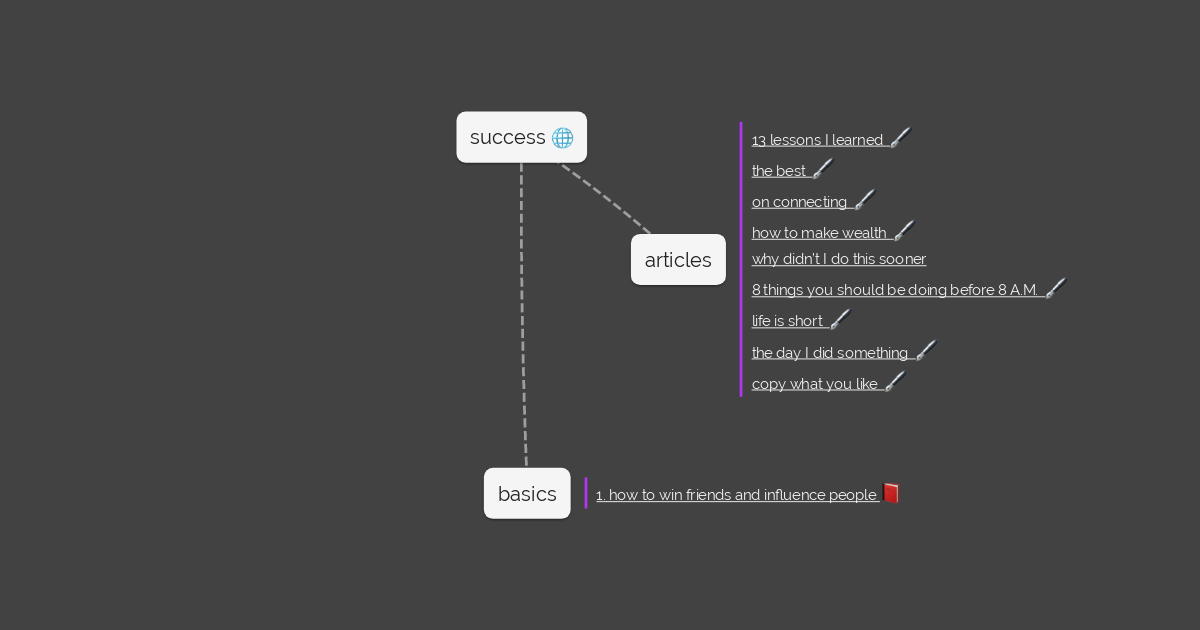 success
13 lessons I learned
the best
on connecting
how to make wealth
articles
why didn't I do this sooner
8 things you should be doing before 8 A.M.
life is short
the day I did something
copy what you like
basics
1. how to win friends and influence people